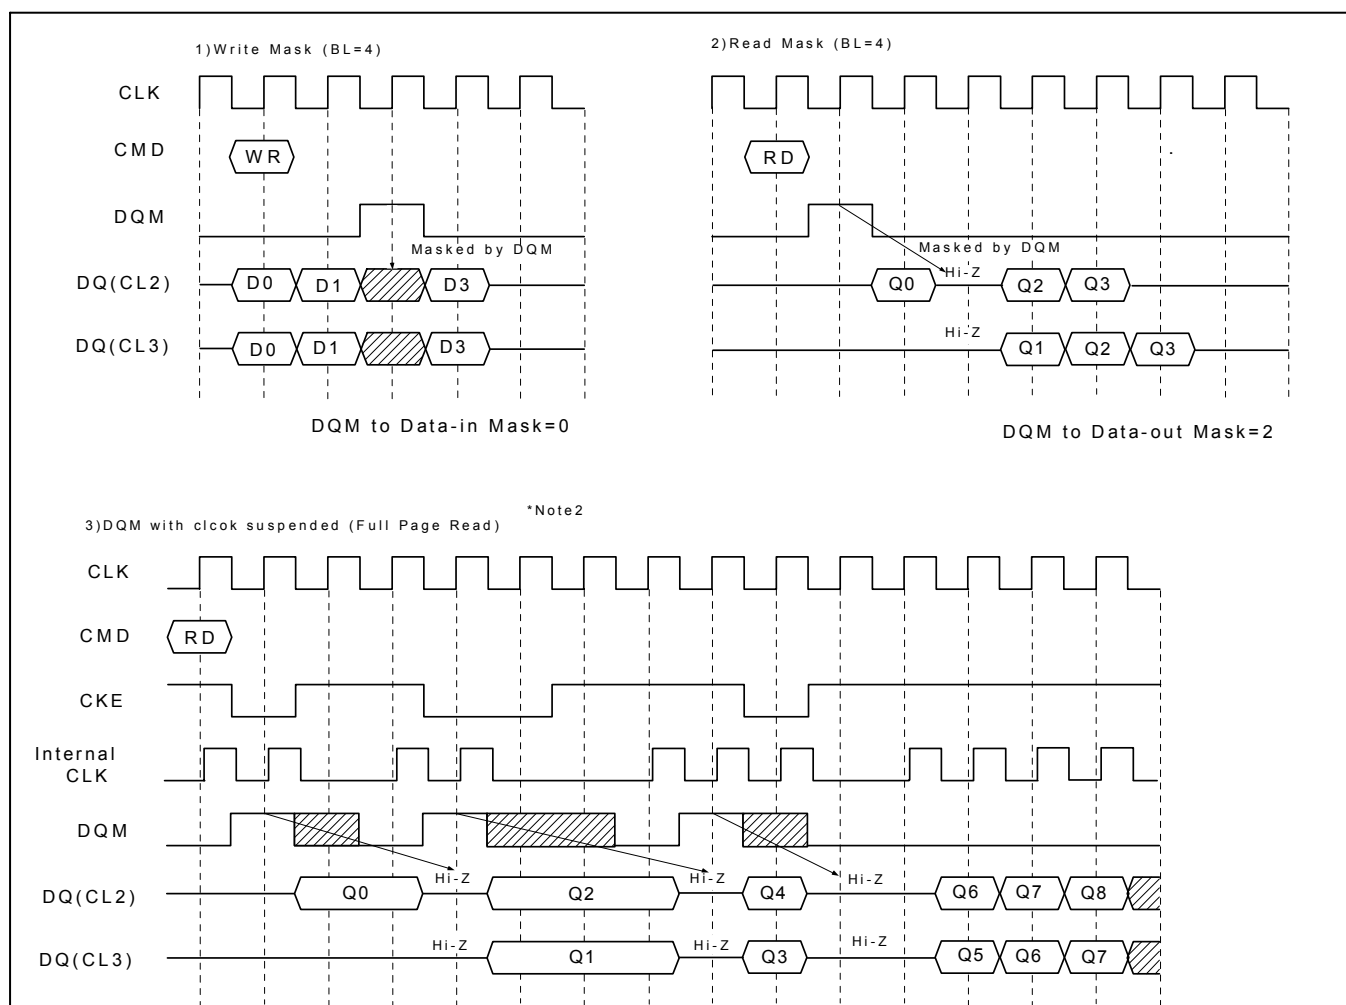 1)Write Mask (BL=4)
2)Read Mask (BL=4)
CLK
CMD
WR
RD
DQM
Masked by DQM
Masked by DQM
DQ(CL2)
D0
D1
D3
Hi-Z
Q0
Q2
Q3
DQ(CL3)
D0
D1
D3
Hi-Z
Q1
Q2
Q3
DQM to Data-in Mask=0
DQM to Data-out Mask=2
3)DQM with clcok suspended (Full Page Read)
*Note2
CLK
CMD
RD
CKE
Internal
CLK
DQM
DQ(CL2)
Q0
Hi-Z
Q2
Hi-Z
Q4
Hi-Z
Q6
Q7
Q8
DQ(CL3)
Hi-Z
Q1
Hi-Z
Q3
Hi-Z
Q5
Q6
Q7